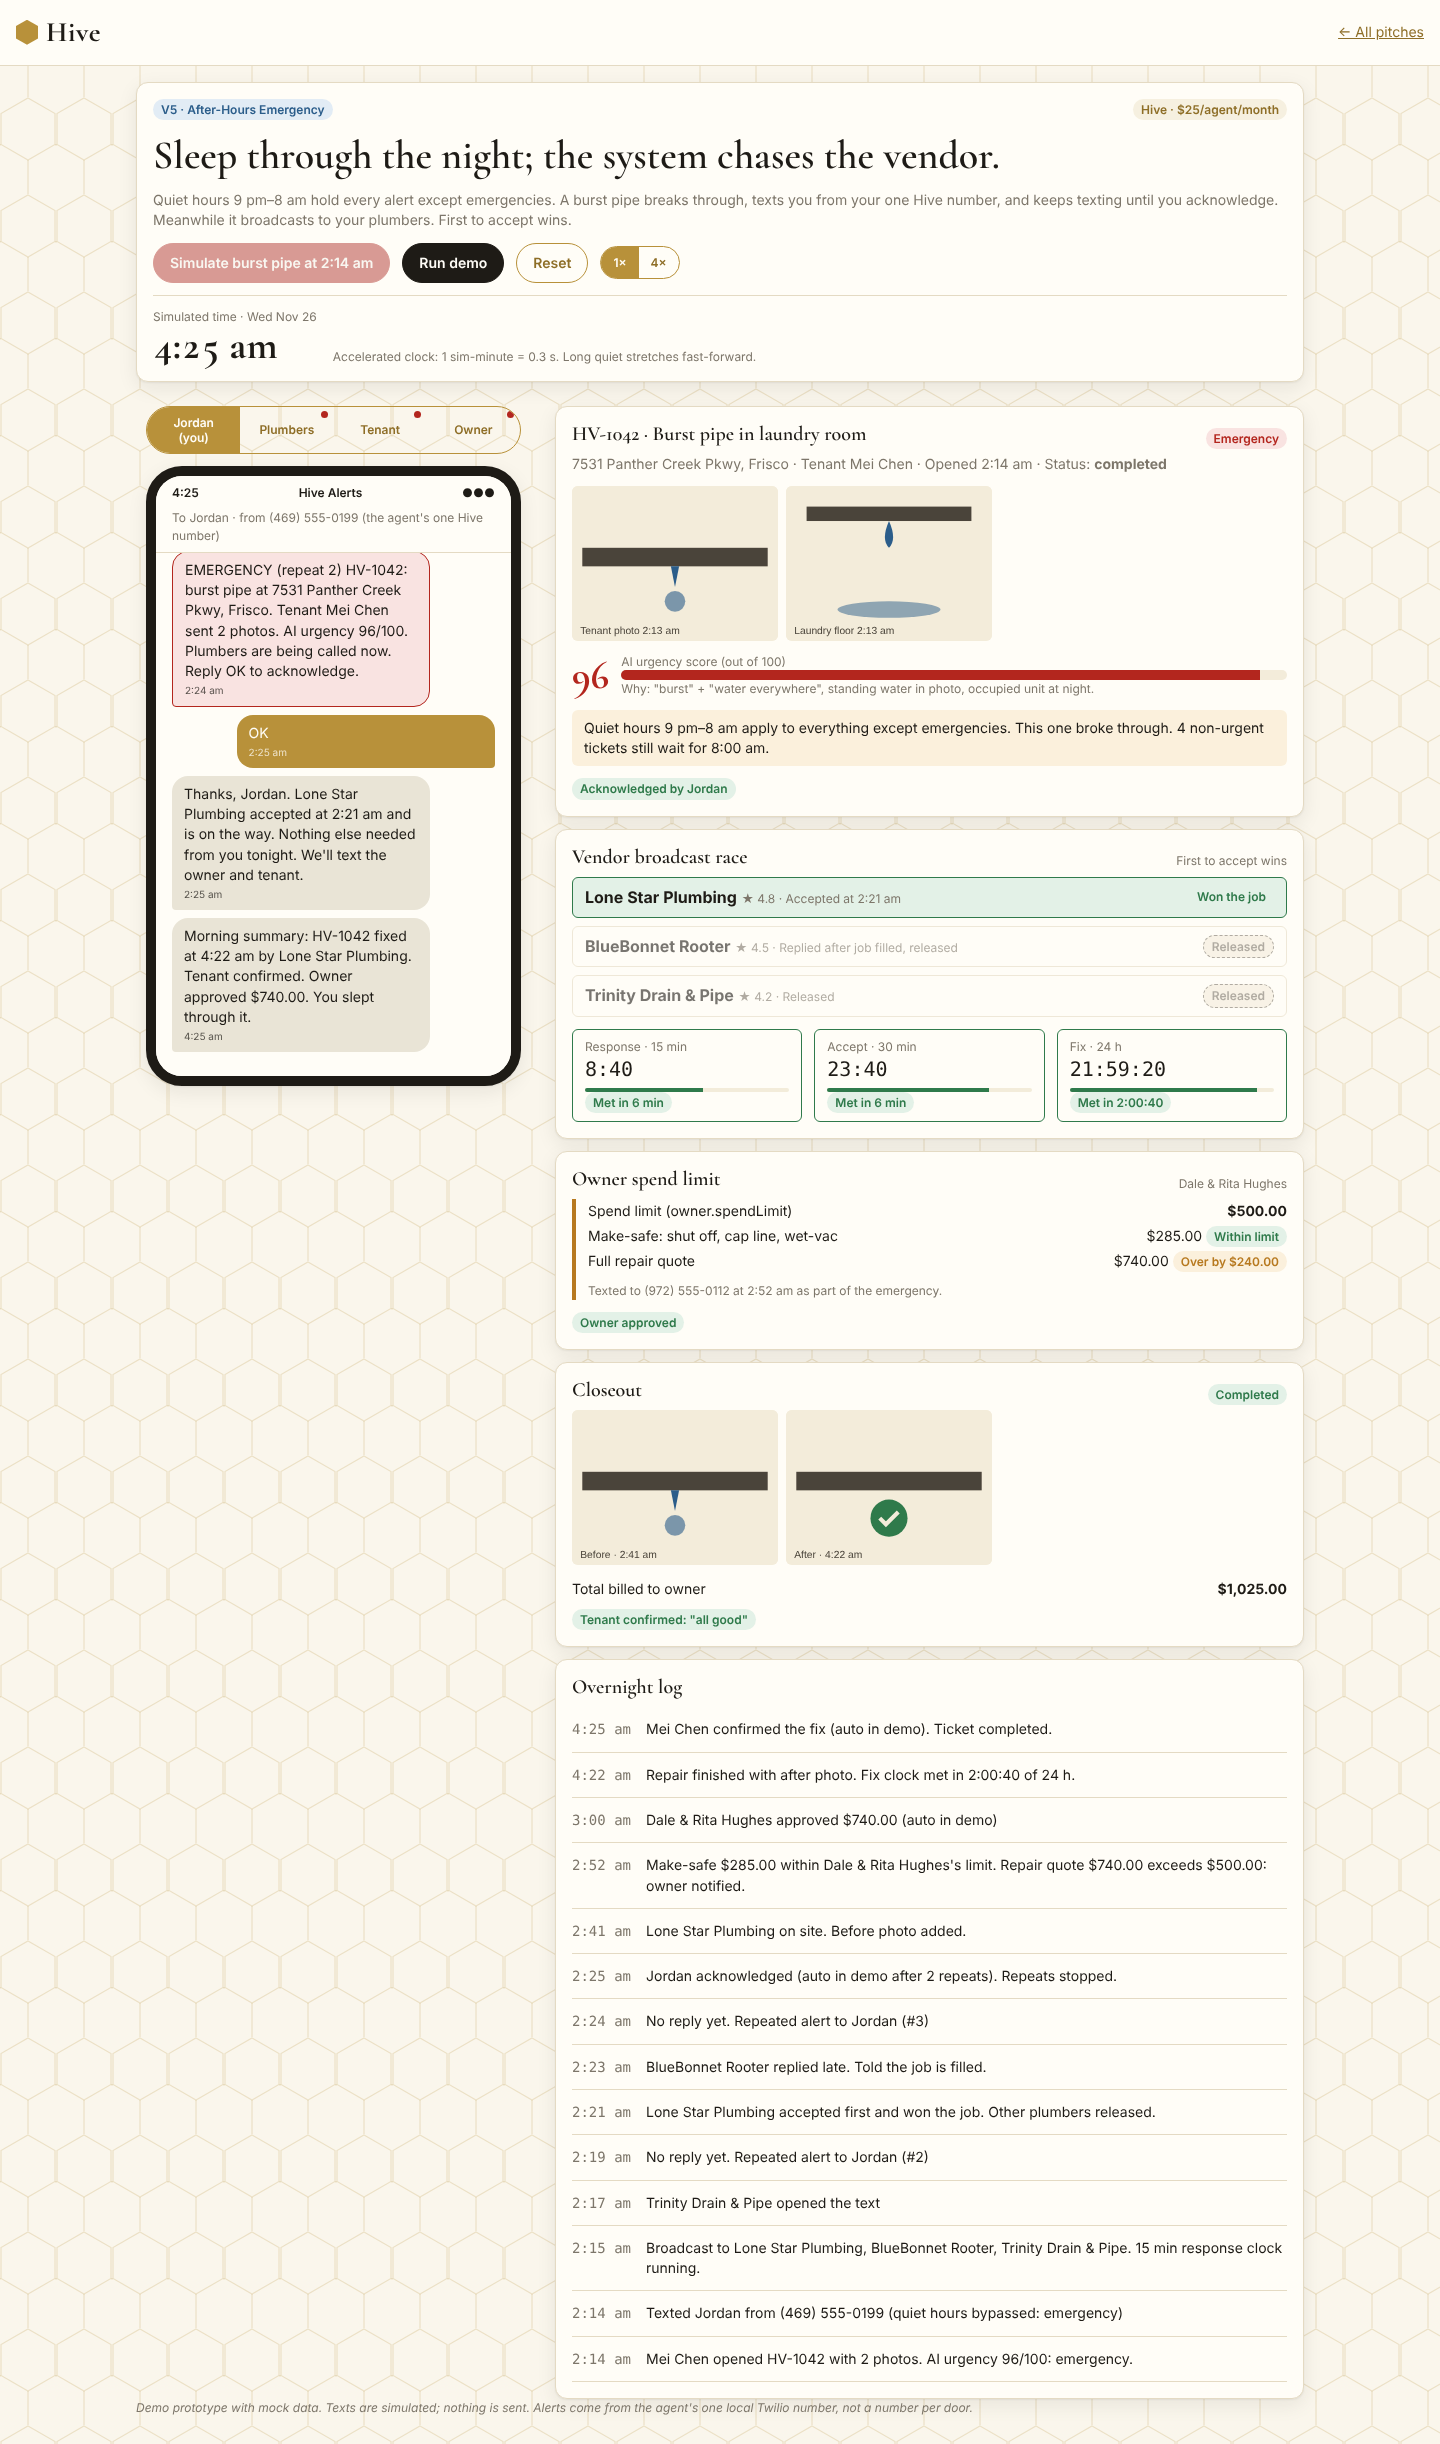 Hive
← All pitches
V5 · After-Hours Emergency
Hive · $25/agent/month
Sleep through the night; the system chases the vendor.
Quiet hours 9 pm–8 am hold every alert except emergencies. A burst pipe breaks through, texts you from your one Hive number, and keeps texting until you acknowledge.
Meanwhile it broadcasts to your plumbers. First to accept wins.
Simulate burst pipe at 2:14 am
Run demo
Reset
1×
4×
Simulated time · Wed Nov 26
4:25 am
Accelerated clock: 1 sim-minute = 0.3 s. Long quiet stretches fast-forward.
Jordan
(you)
Plumbers
Tenant
Owner
4:25
Hive Alerts
To Jordan · from (469) 555-0199 (the agent's one Hive
number)
EMERGENCY (repeat 2) HV-1042:
burst pipe at 7531 Panther Creek
Pkwy, Frisco. Tenant Mei Chen
sent 2 photos. AI urgency 96/100.
Plumbers are being called now.
Reply OK to acknowledge.
2:24 am
OK
2:25 am
Thanks, Jordan. Lone Star
Plumbing accepted at 2:21 am and
is on the way. Nothing else needed
from you tonight. We'll text the
owner and tenant.
2:25 am
Morning summary: HV-1042 fixed
at 4:22 am by Lone Star Plumbing.
Tenant confirmed. Owner
approved $740.00. You slept
through it.
4:25 am
HV-1042 · Burst pipe in laundry room
Emergency
7531 Panther Creek Pkwy, Frisco · Tenant Mei Chen · Opened 2:14 am · Status: completed
Tenant photo 2:13 am
Laundry floor 2:13 am
96
AI urgency score (out of 100)
Why: "burst" + "water everywhere", standing water in photo, occupied unit at night.
Quiet hours 9 pm–8 am apply to everything except emergencies. This one broke through. 4 non-urgent
tickets still wait for 8:00 am.
Acknowledged by Jordan
Vendor broadcast race
First to accept wins
Lone Star Plumbing ★ 4.8 · Accepted at 2:21 am
Won the job
BlueBonnet Rooter ★ 4.5 · Replied after job filled, released
Released
Trinity Drain & Pipe ★ 4.2 · Released
Released
Response · 15 min
8:40
Met in 6 min
Accept · 30 min
23:40
Met in 6 min
Fix · 24 h
21:59:20
Met in 2:00:40
Owner spend limit
Dale & Rita Hughes
Spend limit (owner.spendLimit)
$500.00
Make-safe: shut off, cap line, wet-vac
$285.00 Within limit
Full repair quote
$740.00 Over by $240.00
Texted to (972) 555-0112 at 2:52 am as part of the emergency.
Owner approved
Closeout
Completed
Before · 2:41 am
After · 4:22 am
Total billed to owner
$1,025.00
Tenant confirmed: "all good"
Overnight log
4:25 am Mei Chen confirmed the fix (auto in demo). Ticket completed.
4:22 am Repair finished with after photo. Fix clock met in 2:00:40 of 24 h.
3:00 am Dale & Rita Hughes approved $740.00 (auto in demo)
2:52 am Make-safe $285.00 within Dale & Rita Hughes's limit. Repair quote $740.00 exceeds $500.00:
owner notified.
2:41 am Lone Star Plumbing on site. Before photo added.
2:25 am Jordan acknowledged (auto in demo after 2 repeats). Repeats stopped.
2:24 am No reply yet. Repeated alert to Jordan (#3)
2:23 am BlueBonnet Rooter replied late. Told the job is filled.
2:21 am Lone Star Plumbing accepted first and won the job. Other plumbers released.
2:19 am No reply yet. Repeated alert to Jordan (#2)
2:17 am Trinity Drain & Pipe opened the text
2:15 am Broadcast to Lone Star Plumbing, BlueBonnet Rooter, Trinity Drain & Pipe. 15 min response clock
running.
2:14 am Texted Jordan from (469) 555-0199 (quiet hours bypassed: emergency)
2:14 am Mei Chen opened HV-1042 with 2 photos. AI urgency 96/100: emergency.
Demo prototype with mock data. Texts are simulated; nothing is sent. Alerts come from the agent's one local Twilio number, not a number per door.